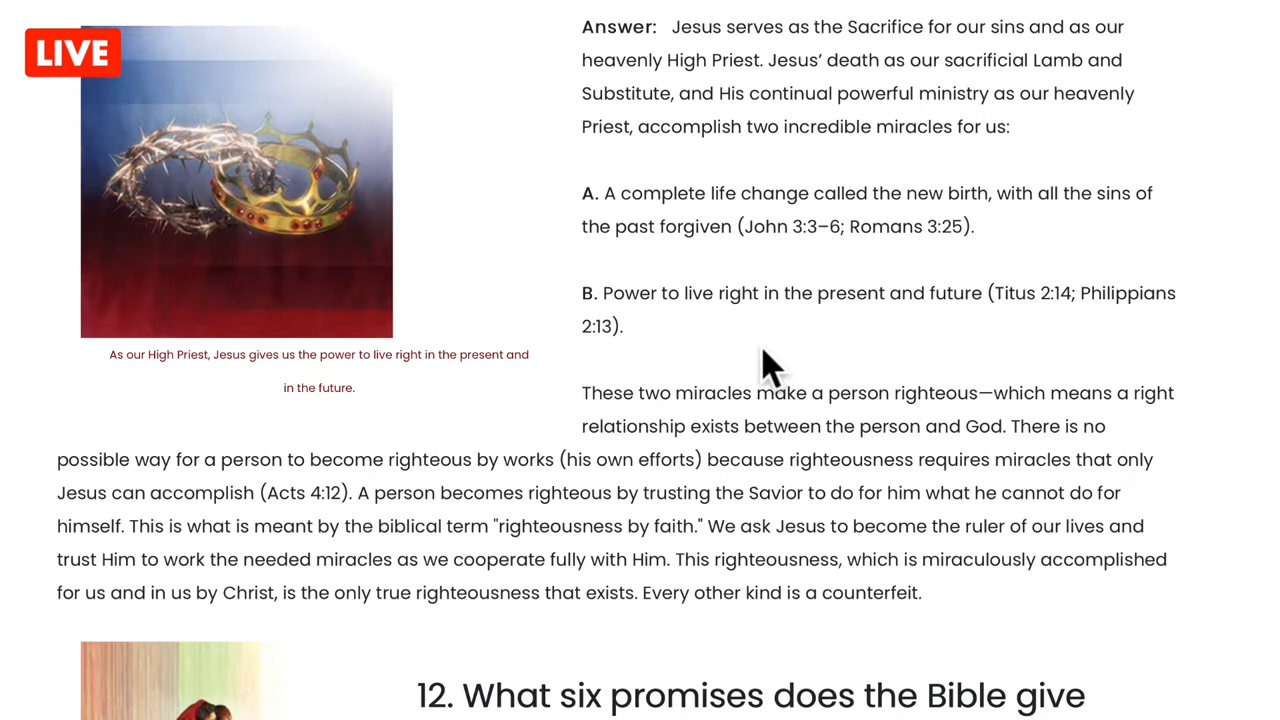 LIVE
Answer: Jesus serves as the Sacrifice for our sins and as our
heavenly High Priest. Jesus’ death as our sacrificial Lamb and
Substitute, and His continual powerful ministry as our heavenly
Priest, accomplish two incredible miracles for us:
A. A complete life change called the new birth, with all the sins of
the past forgiven (John 3:3–6; Romans 3:25).
B. Power to live right in the present and future (Titus 2:14; Philippians
2:13).
As our High Priest, Jesus gives us the power to live right in the present and
in the future.
These two miracles make a person righteous—which means a right
relationship exists between the person and God. There is no
possible way for a person to become righteous by works (his own efforts) because righteousness requires miracles that only
Jesus can accomplish (Acts 4:12). A person becomes righteous by trusting the Savior to do for him what he cannot do for
himself. This is what is meant by the biblical term "righteousness by faith." We ask Jesus to become the ruler of our lives and
trust Him to work the needed miracles as we cooperate fully with Him. This righteousness, which is miraculously accomplished
for us and in us by Christ, is the only true righteousness that exists. Every other kind is a counterfeit.
12. What six promises does the Bible give